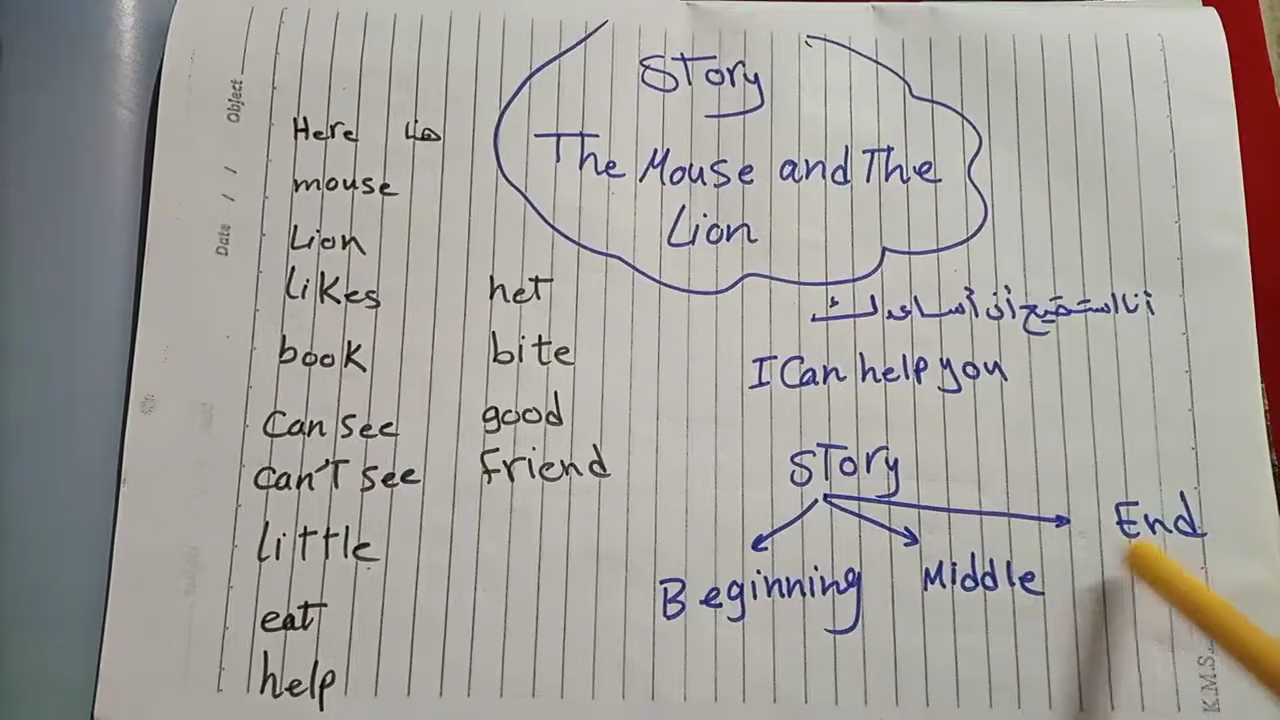 Object
Date / /
Story
The Mouse and The
Lion
Here هنا
mouse
Lion
likes
book
Can see
can't see
little
eat
help
net
bite
good
Friend
أنا استطيع أن أساعدك
I Can help you
Story
Beginning
Middle
End
K.M.S.